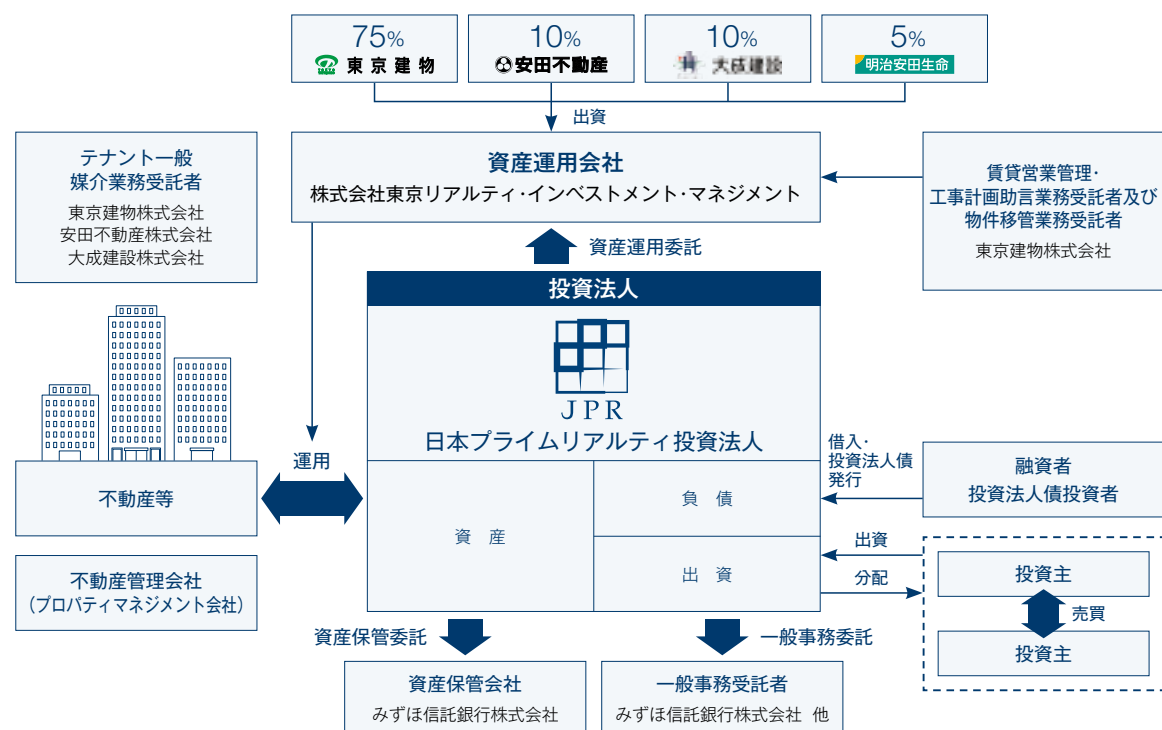 75%
東京建物
10%
安田不動産
10%
大成建設
5%
明治安田生命
出資
テナント一般
媒介業務受託者
東京建物株式会社
安田不動産株式会社
大成建設株式会社
資産運用会社
株式会社東京リアルティ・インベストメント・マネジメント
賃貸営業管理・
工事計画助言業務受託者及び
物件移管業務受託者
東京建物株式会社
資産運用委託
投資法人
JPR
日本プライムリアルティ投資法人
運用
不動産等
資産
負債
出資
借入・
投資法人債
発行
融資者
投資法人債投資者
出資
分配
投資主
売買
投資主
不動産管理会社
(プロパティマネジメント会社)
資産保管委託
一般事務委託
資産保管会社
みずほ信託銀行株式会社
一般事務受託者
みずほ信託銀行株式会社 他